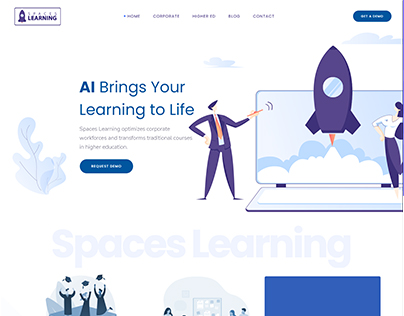 SPACES
LEARNING
HOME CORPORATE HIGHER ED BLOG CONTACT
GET A DEMO
AI Brings Your
Learning to Life
Spaces Learning optimizes corporate
workforces and transforms traditional courses
in higher education.
REQUEST DEMO
Spaces Learning